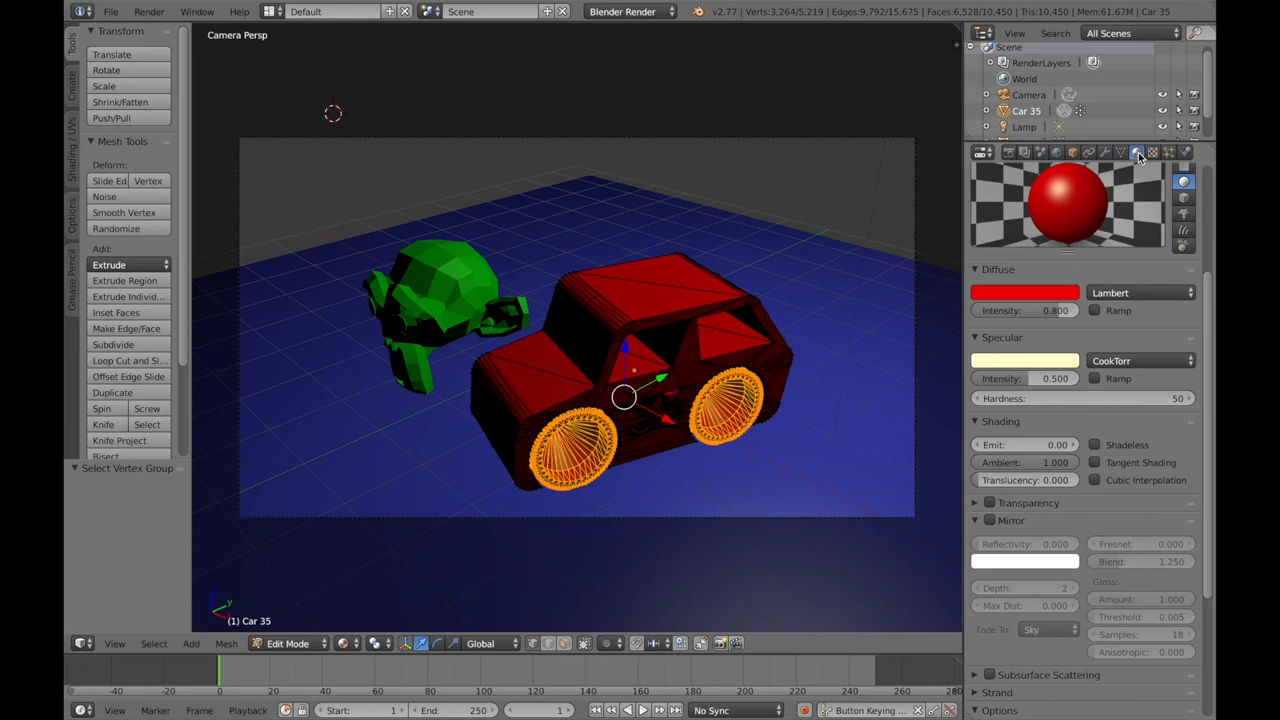 File Render Window Help Default Scene Blender Render v2.77 | Verts:3,264/5,219 | Edges:9,792/15,675 | Faces:6,528/10,450 | Tris:10,450 | Mem:61.67M | Car 35
Tools
Create
Shading / UVs
Options
Grease Pencil
Transform
Translate
Rotate
Scale
Shrink/Fatten
Push/Pull
Mesh Tools
Deform:
Slide Ed Vertex
Noise
Smooth Vertex
Randomize
Add:
Extrude
Extrude Region
Extrude Individ...
Inset Faces
Make Edge/Face
Subdivide
Loop Cut and Sl...
Offset Edge Slide
Duplicate
Spin Screw
Knife Select
Knife Project
Bisect
Select Vertex Group
Camera Persp
(1) Car 35
View Select Add Mesh Edit Mode Global
-40 -20 0 20 40 60 80 100 120 140 160 180 200 220 240 260 280
View Marker Frame Playback Start: 1 End: 250 1 No Sync Button Keying ...
View Search All Scenes
Scene
RenderLayers |
World
Camera
Car 35
Lamp
Diffuse
Lambert
Intensity: 0.800 Ramp
Specular
CookTorr
Intensity: 0.500 Ramp
Hardness: 50
Shading
Emit: 0.00 Shadeless
Ambient: 1.000 Tangent Shading
Translucency: 0.000 Cubic Interpolation
Transparency
Mirror
Reflectivity: 0.000 Fresnel: 0.000
Blend: 1.250
Gloss:
Depth: 2 Amount: 1.000
Max Dist: 0.000 Threshold: 0.005
Fade To: Sky Samples: 18
Anisotropic: 0.000
Subsurface Scattering
Strand
Options